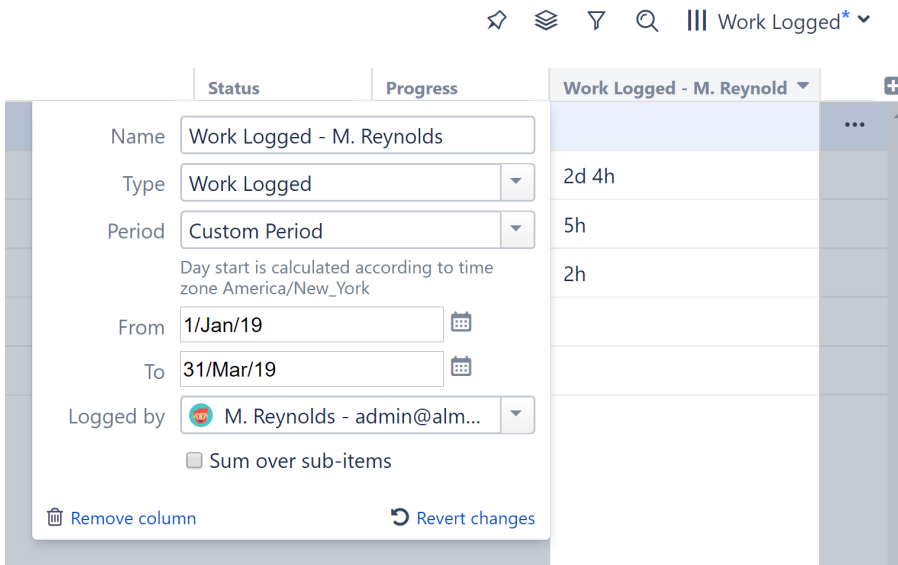 Work Logged*
Status
Progress
Work Logged - M. Reynold
Name
Work Logged - M. Reynolds
Type
Work Logged
Period
Custom Period
Day start is calculated according to time
zone America/New_York
From
1/Jan/19
To
31/Mar/19
Logged by
M. Reynolds - admin@alm...
Sum over sub-items
Remove column
Revert changes
2d 4h
5h
2h